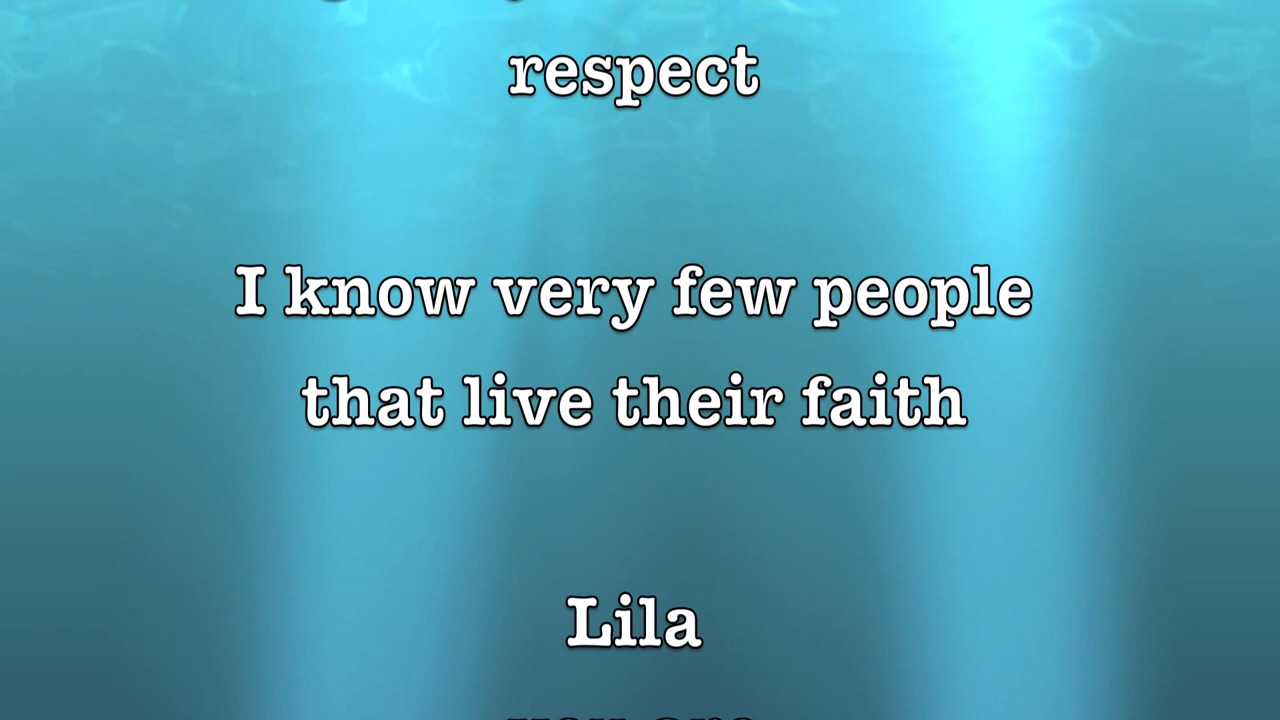 respect
I know very few people
that live their faith
Lila